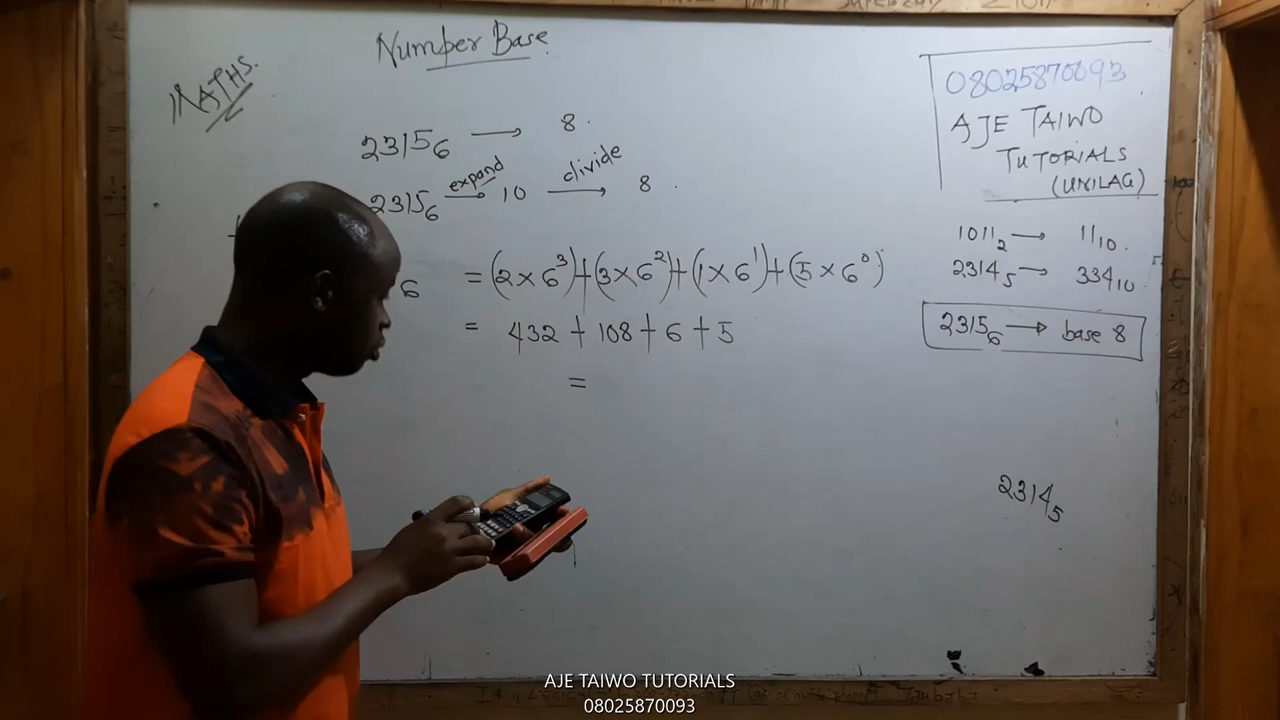 Number Base
MATHS.
2315₆ → 8.
2315₆ expand → 10 divide → 8.
6 = (2 × 6³) + (3 × 6²) + (1 × 6¹) + (5 × 6⁰)
= 432 + 108 + 6 + 5
=
08025870093
AJE TAIWO
TUTORIALS
(UNILAG)
1011₂ → 11₁₀.
2314₅ → 334₁₀
2315₆ → base 8
2314₅
AJE TAIWO TUTORIALS
08025870093